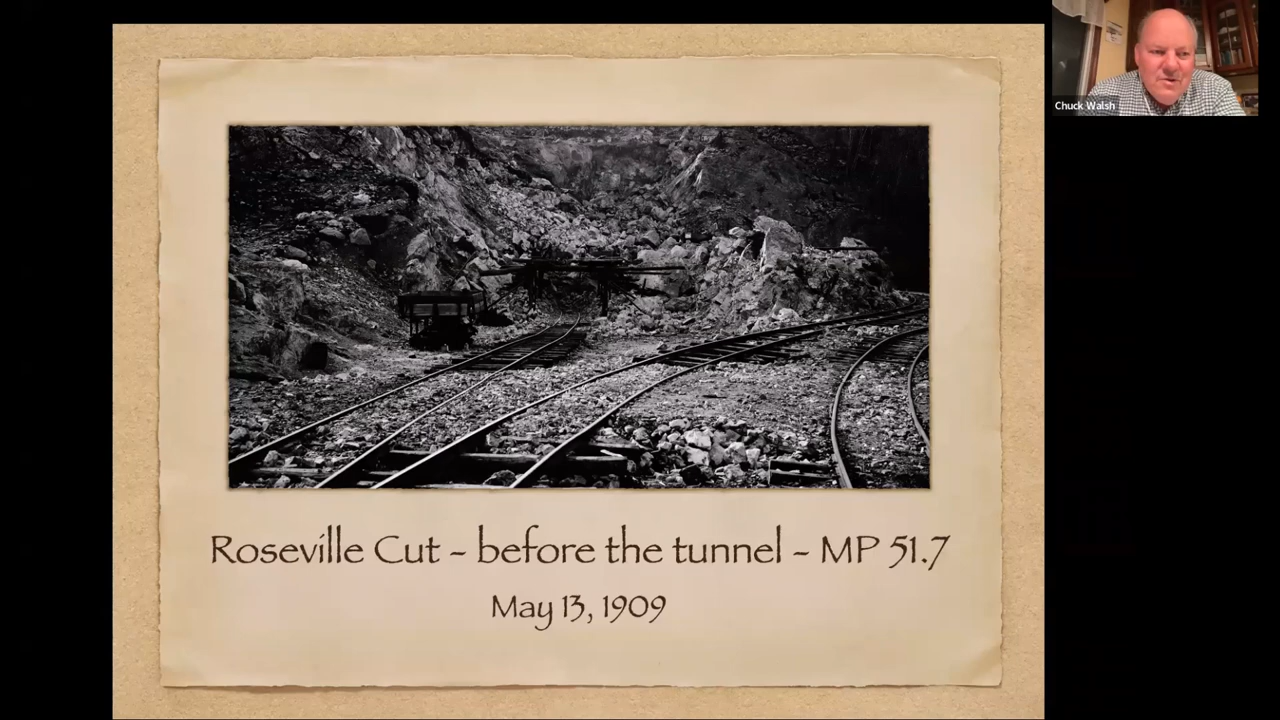 Chuck Walsh
Roseville Cut - before the tunnel - MP 51.7
May 13, 1909